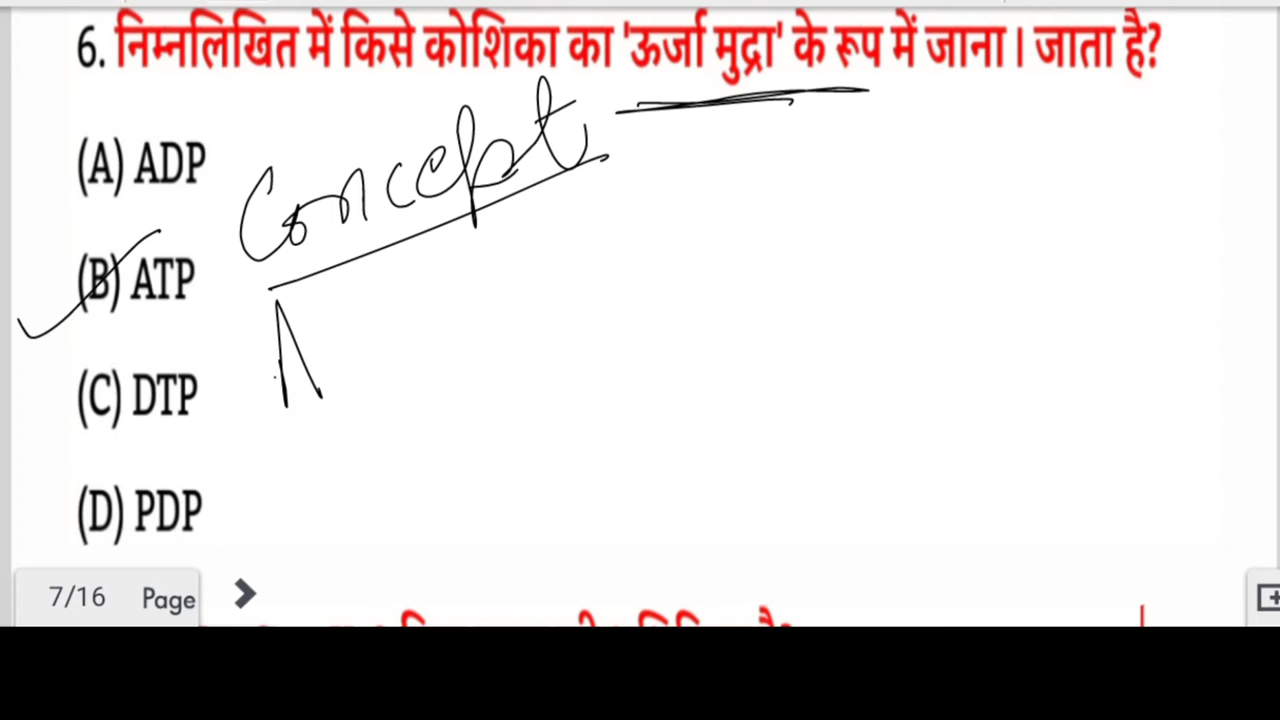 6. निम्नलिखित में किसे कोशिका का 'ऊर्जा मुद्रा' के रूप में जाना। जाता है?
(A) ADP
Concept
(B) ATP
(C) DTP
(D) PDP
7/16 Page